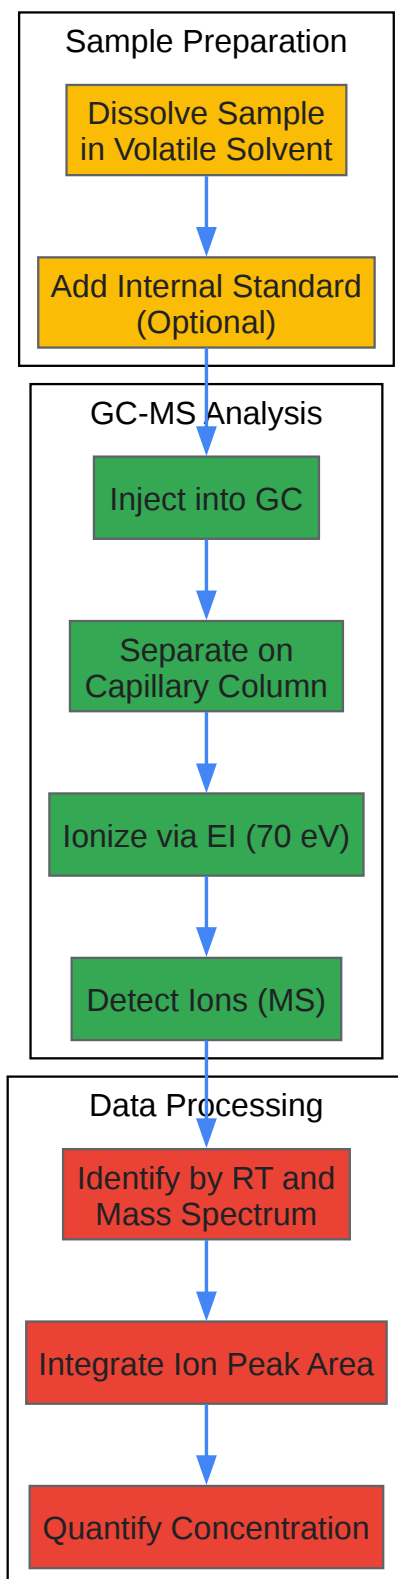 Sample Preparation
Dissolve Sample
in Volatile Solvent
Add Internal Standard
(Optional)
GC-MS Analysis
Inject into GC
Separate on
Capillary Column
Ionize via EI (70 eV)
Detect Ions (MS)
Data Processing
Identify by RT and
Mass Spectrum
Integrate Ion Peak Area
Quantify Concentration